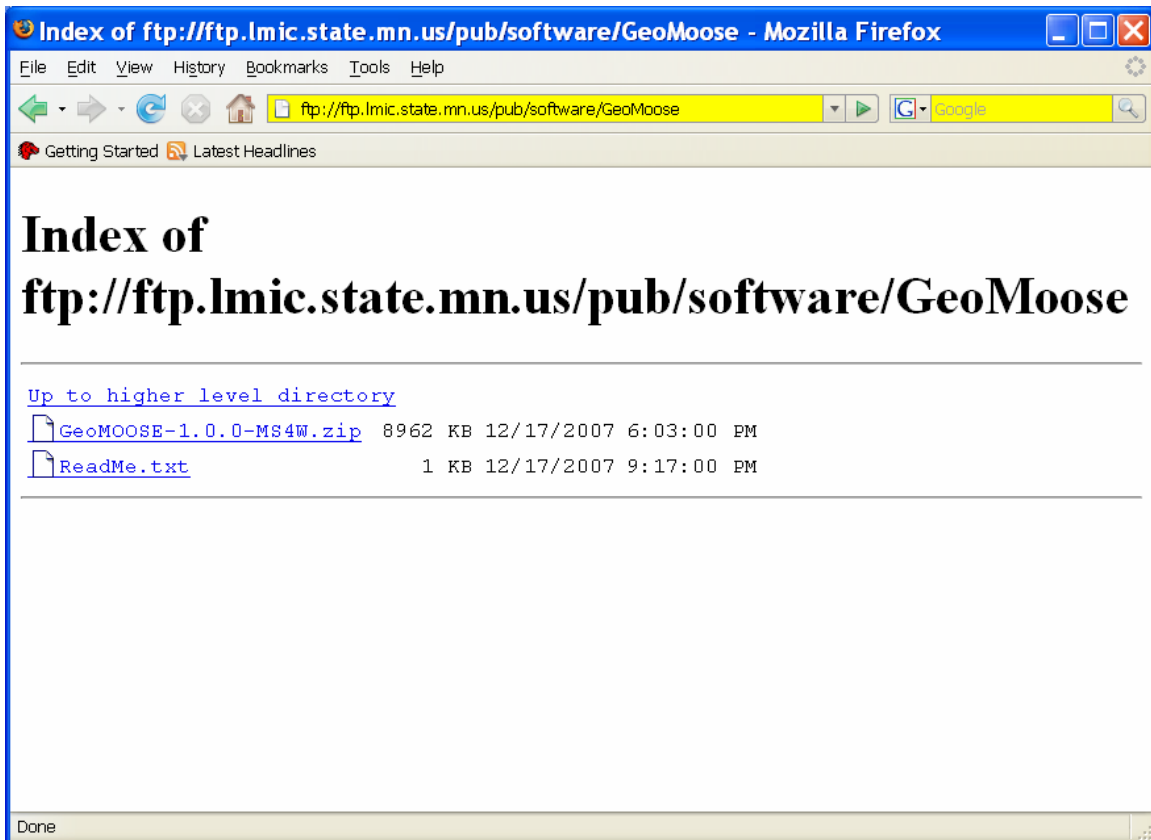 Index of ftp://ftp.lmic.state.mn.us/pub/software/GeoMoose - Mozilla Firefox
File Edit View History Bookmarks Tools Help
ftp://ftp.lmic.state.mn.us/pub/software/GeoMoose G Google
Getting Started Latest Headlines
Index of
ftp://ftp.lmic.state.mn.us/pub/software/GeoMoose
Up to higher level directory
GeoMOOSE-1.0.0-MS4W.zip 8962 KB 12/17/2007 6:03:00 PM
ReadMe.txt 1 KB 12/17/2007 9:17:00 PM
Done